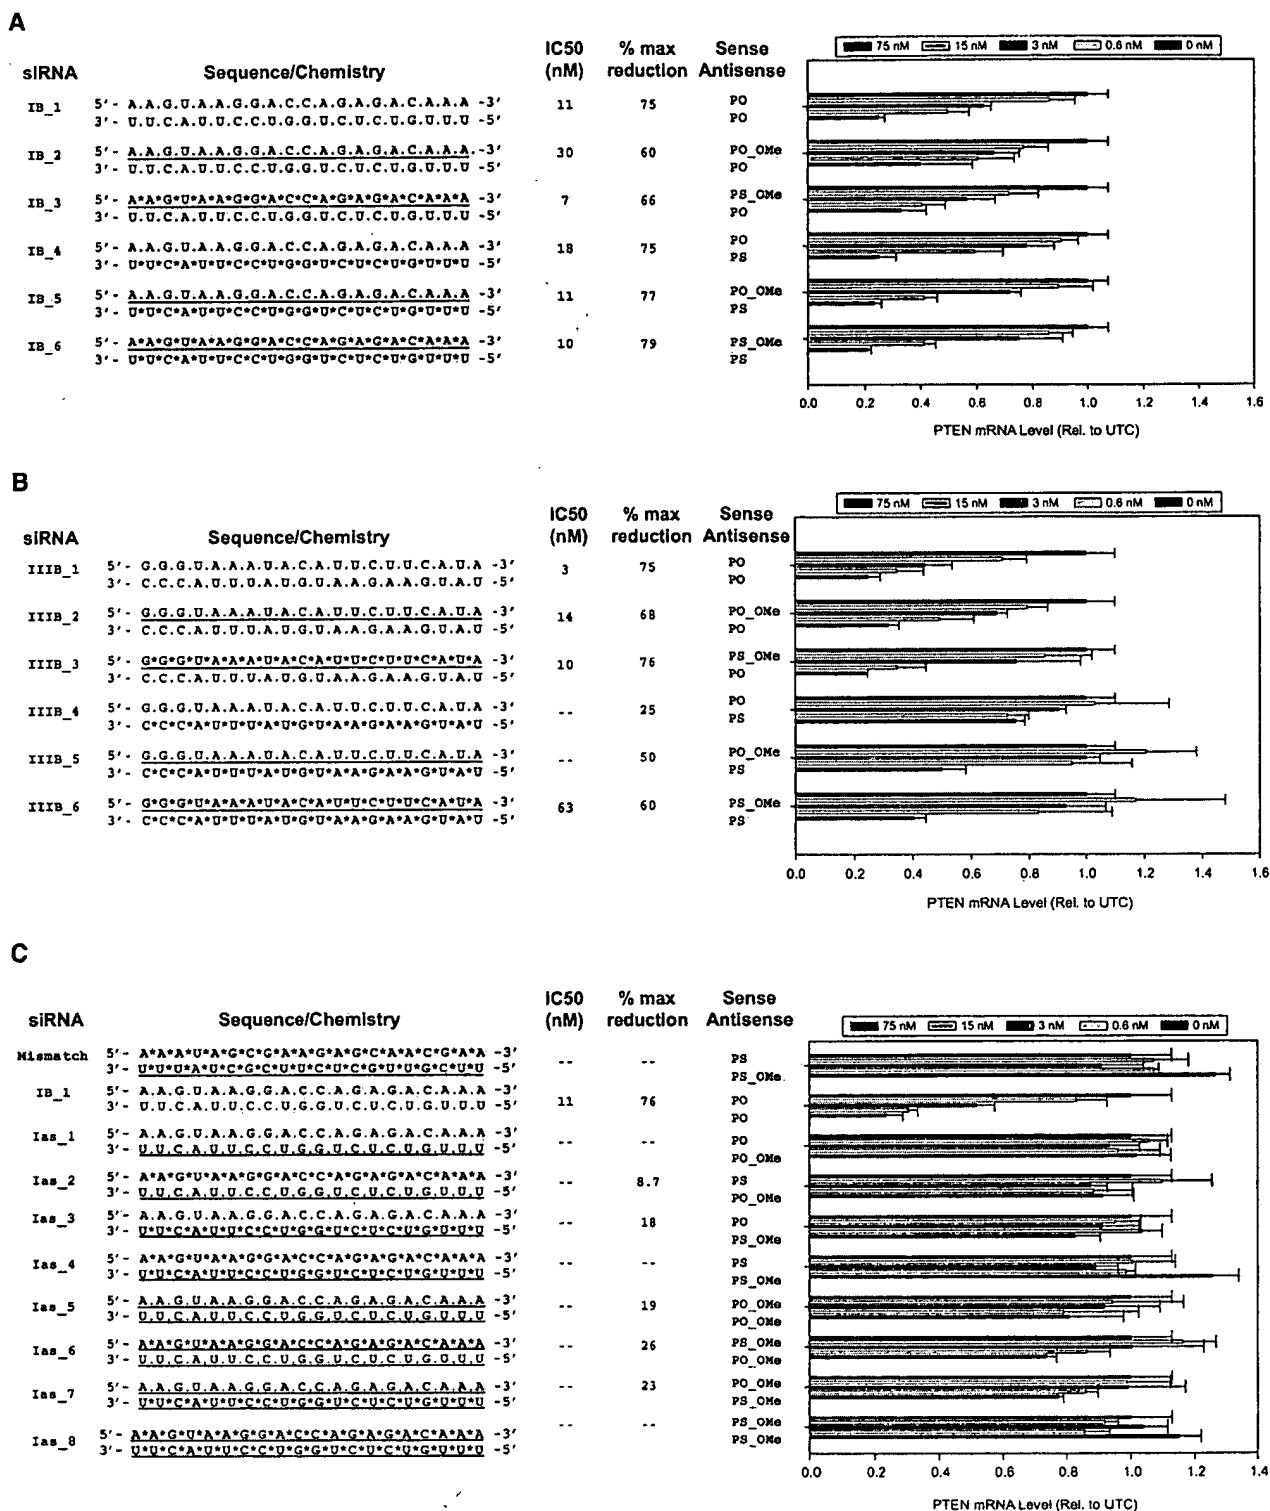 A
IC50 % max Sense
(nM) reduction Antisense
siRNA Sequence/Chemistry
75 nM 15 nM 3 nM 0.6 nM 0 nM
IB_1 5'- A.A.G.U.A.A.G.G.A.C.C.A.G.A.G.A.C.A.A.A -3' 11 75 PO
3'- U.U.C.A.U.U.C.C.U.G.G.U.C.U.C.U.G.U.U.U -5' PO
IB_2 5'- A.A.G.U.A.A.G.G.A.C.C.A.G.A.G.A.C.A.A.A.-3' 30 60 PO_OMe
3'- U.U.C.A.U.U.C.C.U.G.G.U.C.U.C.U.G.U.U.U -5' PO
IB_3 5'- A*A*G*U*A*A*G*G*A*C*C*A*G*A*G*A*C*A*A*A -3' 7 66 PS_OMe
3'- U.U.C.A.U.U.C.C.U.G.G.U.C.U.C.U.G.U.U.U -5' PO
IB_4 5'- A.A.G.U.A.A.G.G.A.C.C.A.G.A.G.A.C.A.A.A -3' 18 75 PO
3'- U*U*C*A*U*U*C*C*U*G*G*U*C*U*C*U*G*U*U*U -5' PS
IB_5 5'- A.A.G.U.A.A.G.G.A.C.C.A.G.A.G.A.C.A.A.A -3' 11 77 PO_OMe
3'- U*U*C*A*U*U*C*C*U*G*G*U*C*U*C*U*G*U*U*U -5' PS
IB_6 5'- A*A*G*U*A*A*G*G*A*C*C*A*G*A*G*A*C*A*A*A -3' 10 79 PS_OMe
3'- U*U*C*A*U*U*C*C*U*G*G*U*C*U*C*U*G*U*U*U -5' PS
0.0 0.2 0.4 0.6 0.8 1.0 1.2 1.4 1.6
PTEN mRNA Level (Rel. to UTC)
B
IC50 % max Sense
(nM) reduction Antisense
siRNA Sequence/Chemistry
75 nM 15 nM 3 nM 0.6 nM 0 nM
IIIB_1 5'- G.G.G.U.A.A.A.U.A.C.A.U.U.C.U.U.C.A.U.A -3' 3 75 PO
3'- C.C.C.A.U.U.U.A.U.G.U.A.A.G.A.A.G.U.A.U -5' PO
IIIB_2 5'- G.G.G.U.A.A.A.U.A.C.A.U.U.C.U.U.C.A.U.A -3' 14 68 PO_OMe
3'- C.C.C.A.U.U.U.A.U.G.U.A.A.G.A.A.G.U.A.U -5' PO
IIIB_3 5'- G*G*G*U*A*A*A*U*A*C*A*U*U*C*U*U*C*A*U*A -3' 10 76 PS_OMe
3'- C.C.C.A.U.U.U.A.U.G.U.A.A.G.A.A.G.U.A.U -5' PO
IIIB_4 5'- G.G.G.U.A.A.A.U.A.C.A.U.U.C.U.U.C.A.U.A -3' -- 25 PO
3'- C*C*C*A*U*U*U*A*U*G*U*A*A*G*A*A*G*U*A*U -5' PS
IIIB_5 5'- G.G.G.U.A.A.A.U.A.C.A.U.U.C.U.U.C.A.U.A -3' -- 50 PO_OMe
3'- C*C*C*A*U*U*U*A*U*G*U*A*A*G*A*A*G*U*A*U -5' PS
IIIB_6 5'- G*G*G*U*A*A*A*U*A*C*A*U*U*C*U*U*C*A*U*A -3' 63 60 PS_OMe
3'- C*C*C*A*U*U*U*A*U*G*U*A*A*G*A*A*G*U*A*U -5' PS
0.0 0.2 0.4 0.6 0.8 1.0 1.2 1.4 1.6
PTEN mRNA Level (Rel. to UTC)
C
IC50 % max Sense
(nM) reduction Antisense
siRNA Sequence/Chemistry
75 nM 15 nM 3 nM 0.6 nM 0 nM
Mismatch 5'- A*A*A*U*A*G*C*G*A*A*G*A*G*C*A*A*C*G*A*A -3' -- -- PS
3'- U*U*U*A*U*C*G*C*U*U*C*U*C*G*U*U*G*C*U*U -5' PS_OMe
IB_1 5'- A.A.G.U.A.A.G.G.A.C.C.A.G.A.G.A.C.A.A.A -3' 11 76 PO
3'- U.U.C.A.U.U.C.C.U.G.G.U.C.U.C.U.G.U.U.U -5' PO
Ias_1 5'- A.A.G.U.A.A.G.G.A.C.C.A.G.A.G.A.C.A.A.A -3' -- -- PO
3'- U.U.C.A.U.U.C.C.U.G.G.U.C.U.C.U.G.U.U.U -5' PO_OMe
Ias_2 5'- A*A*G*U*A*A*G*G*A*C*C*A*G*A*G*A*C*A*A*A -3' -- 8.7 PS
3'- U.U.C.A.U.U.C.C.U.G.G.U.C.U.C.U.G.U.U.U -5' PO_OMe
Ias_3 5'- A.A.G.U.A.A.G.G.A.C.C.A.G.A.G.A.C.A.A.A -3' -- 18 PO
3'- U*U*C*A*U*U*C*C*U*G*G*U*C*U*C*U*G*U*U*U -5' PS_OMe
Ias_4 5'- A*A*G*U*A*A*G*G*A*C*C*A*G*A*G*A*C*A*A*A -3' -- -- PS
3'- U*U*C*A*U*U*C*C*U*G*G*U*C*U*C*U*G*U*U*U -5' PS_OMe
Ias_5 5'- A.A.G.U.A.A.G.G.A.C.C.A.G.A.G.A.C.A.A.A -3' -- 19 PO_OMe
3'- U.U.C.A.U.U.C.C.U.G.G.U.C.U.C.U.G.U.U.U -5' PO_OMe
Ias_6 5'- A*A*G*U*A*A*G*G*A*C*C*A*G*A*G*A*C*A*A*A -3' -- 26 PS_OMe
3'- U.U.C.A.U.U.C.C.U.G.G.U.C.U.C.U.G.U.U.U -5' PO_OMe
Ias_7 5'- A.A.G.U.A.A.G.G.A.C.C.A.G.A.G.A.C.A.A.A -3' -- 23 PO_OMe
3'- U*U*C*A*U*U*C*C*U*G*G*U*C*U*C*U*G*U*U*U -5' PS_OMe
Ias_8 5'- A*A*G*U*A*A*G*G*A*C*C*A*G*A*G*A*C*A*A*A -3' -- -- PS_OMe
3'- U*U*C*A*U*U*C*C*U*G*G*U*C*U*C*U*G*U*U*U -5' PS_OMe
0.0 0.2 0.4 0.6 0.8 1.0 1.2 1.4
PTEN mRNA Level (Rel. to UTC)